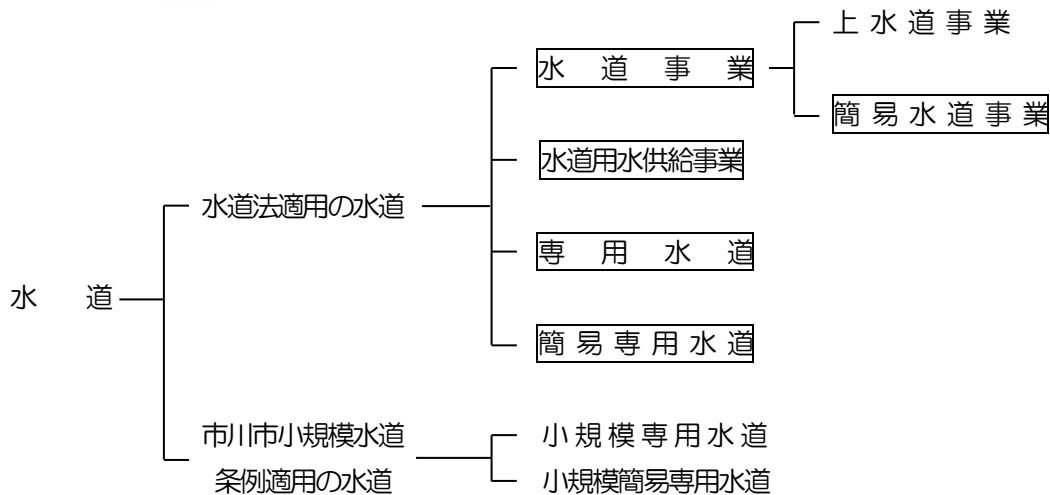 上水道事業
水道事業
簡易水道事業
水道用水供給事業
水道法適用の水道
専用水道
水道
簡易専用水道
市川市小規模水道
条例適用の水道
小規模専用水道
小規模簡易専用水道